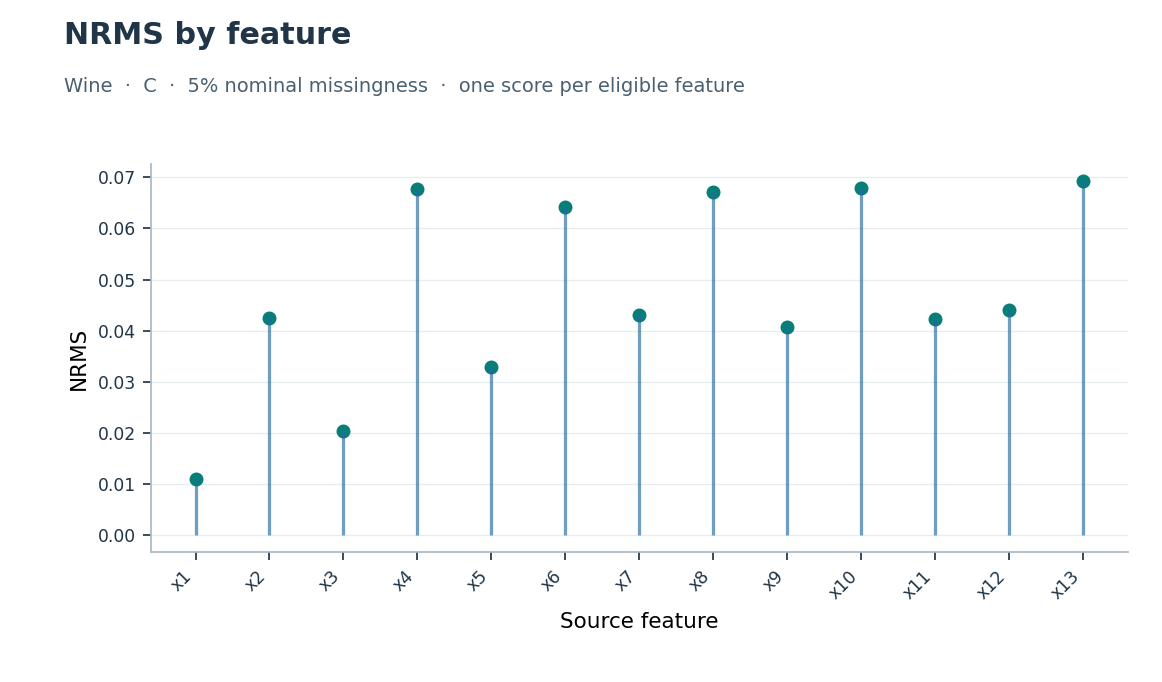 NRMS by feature
Wine · C · 5% nominal missingness · one score per eligible feature
0.07
0.06
0.05
0.04
0.03
0.02
0.01
0.00
NRMS
x1 x2 x3 x4 x5 x6 x7 x8 x9 x10 x11 x12 x13
Source feature